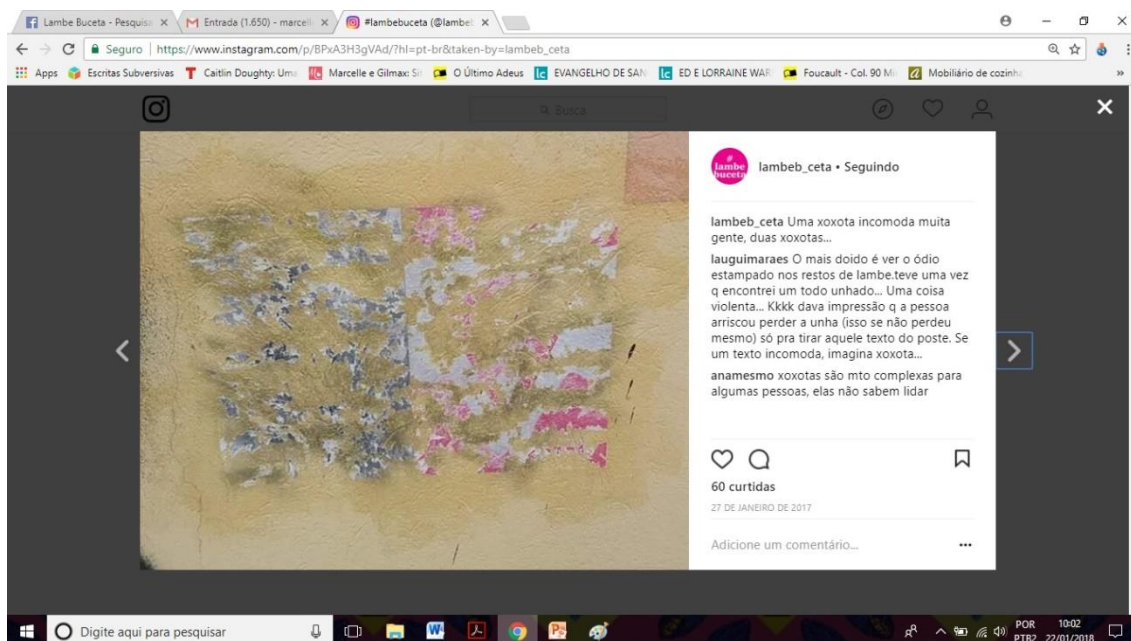 Lambe Buceta - Pesquis
Entrada (1.650) - marcell
#lambebuceta (@lambeb
Seguro | https://www.instagram.com/p/BPxA3H3gVAd/?hl=pt-br&taken-by=lambeb_ceta
Apps Escritas Subversivas Caitlin Doughty: Uma Marcelle e Gilmax: Si O Último Adeus EVANGELHO DE SAN ED E LORRAINE WAR Foucault - Col. 90 Mi Mobiliário de cozinha
Busca
# lambe buceta
lambeb_ceta • Seguindo
lambeb_ceta Uma xoxota incomoda muita
gente, duas xoxotas...
lauguimaraes O mais doido é ver o ódio
estampado nos restos de lambe.teve uma vez
q encontrei um todo unhado... Uma coisa
violenta... Kkkk dava impressão q a pessoa
arriscou perder a unha (isso se não perdeu
mesmo) só pra tirar aquele texto do poste. Se
um texto incomoda, imagina xoxota...
anamesmo xoxotas são mto complexas para
algumas pessoas, elas não sabem lidar
60 curtidas
27 DE JANEIRO DE 2017
Adicione um comentário...
Digite aqui para pesquisar
POR 10:02
PTB2 22/01/2018